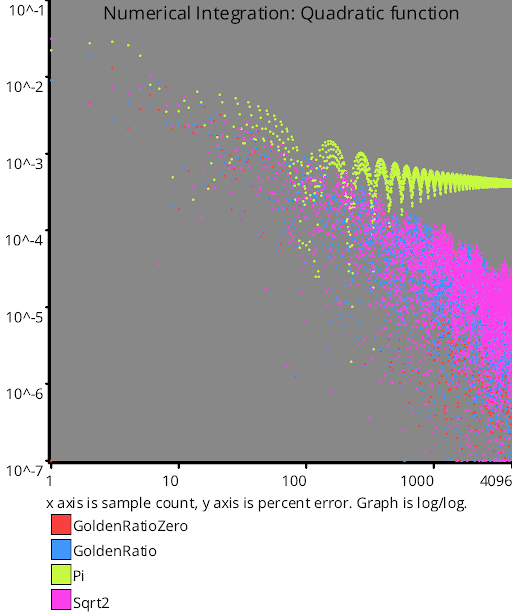 Numerical Integration: Quadratic function
10^-1
10^-2
10^-3
10^-4
10^-5
10^-6
10^-7
1 10 100 1000 4096
x axis is sample count, y axis is percent error. Graph is log/log.
GoldenRatioZero
GoldenRatio
Pi
Sqrt2